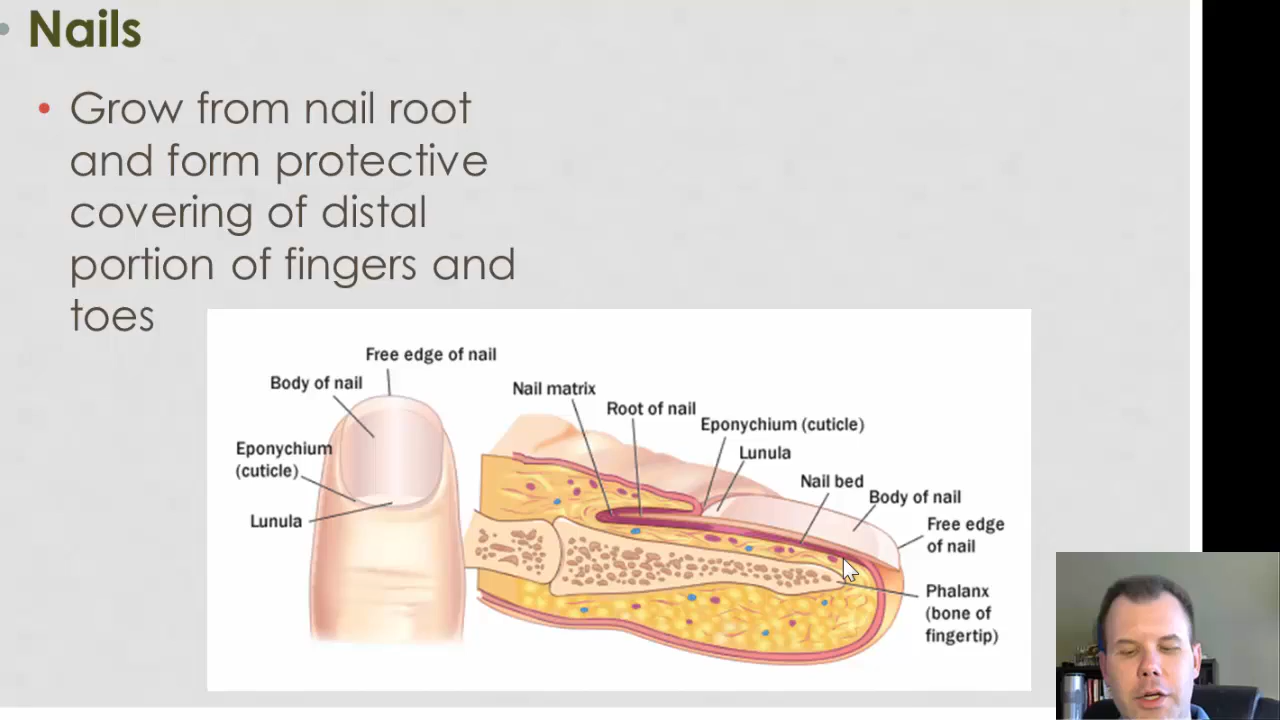 Nails
Grow from nail root
and form protective
covering of distal
portion of fingers and
toes
Free edge of nail
Body of nail
Eponychium
(cuticle)
Lunula
Nail matrix
Root of nail
Eponychium (cuticle)
Lunula
Nail bed
Body of nail
Free edge
of nail
Phalanx
(bone of
fingertip)